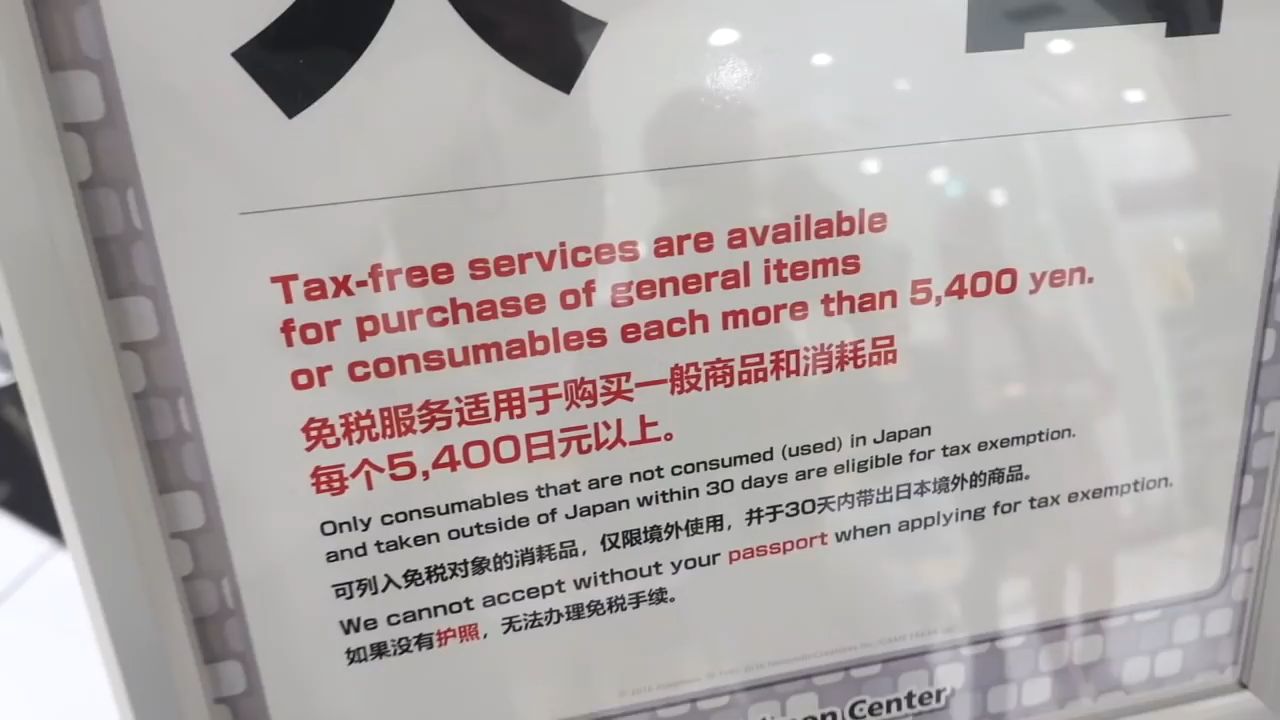 Tax-free services are available
for purchase of general items
or consumables each more than 5,400 yen.
免税服务适用于购买一般商品和消耗品
每个5,400日元以上。
Only consumables that are not consumed (used) in Japan
and taken outside of Japan within 30 days are eligible for tax exemption.
可列入免税对象的消耗品，仅限境外使用，并于30天内带出日本境外的商品。
We cannot accept without your passport when applying for tax exemption.
如果没有护照，无法办理免税手续。
Center